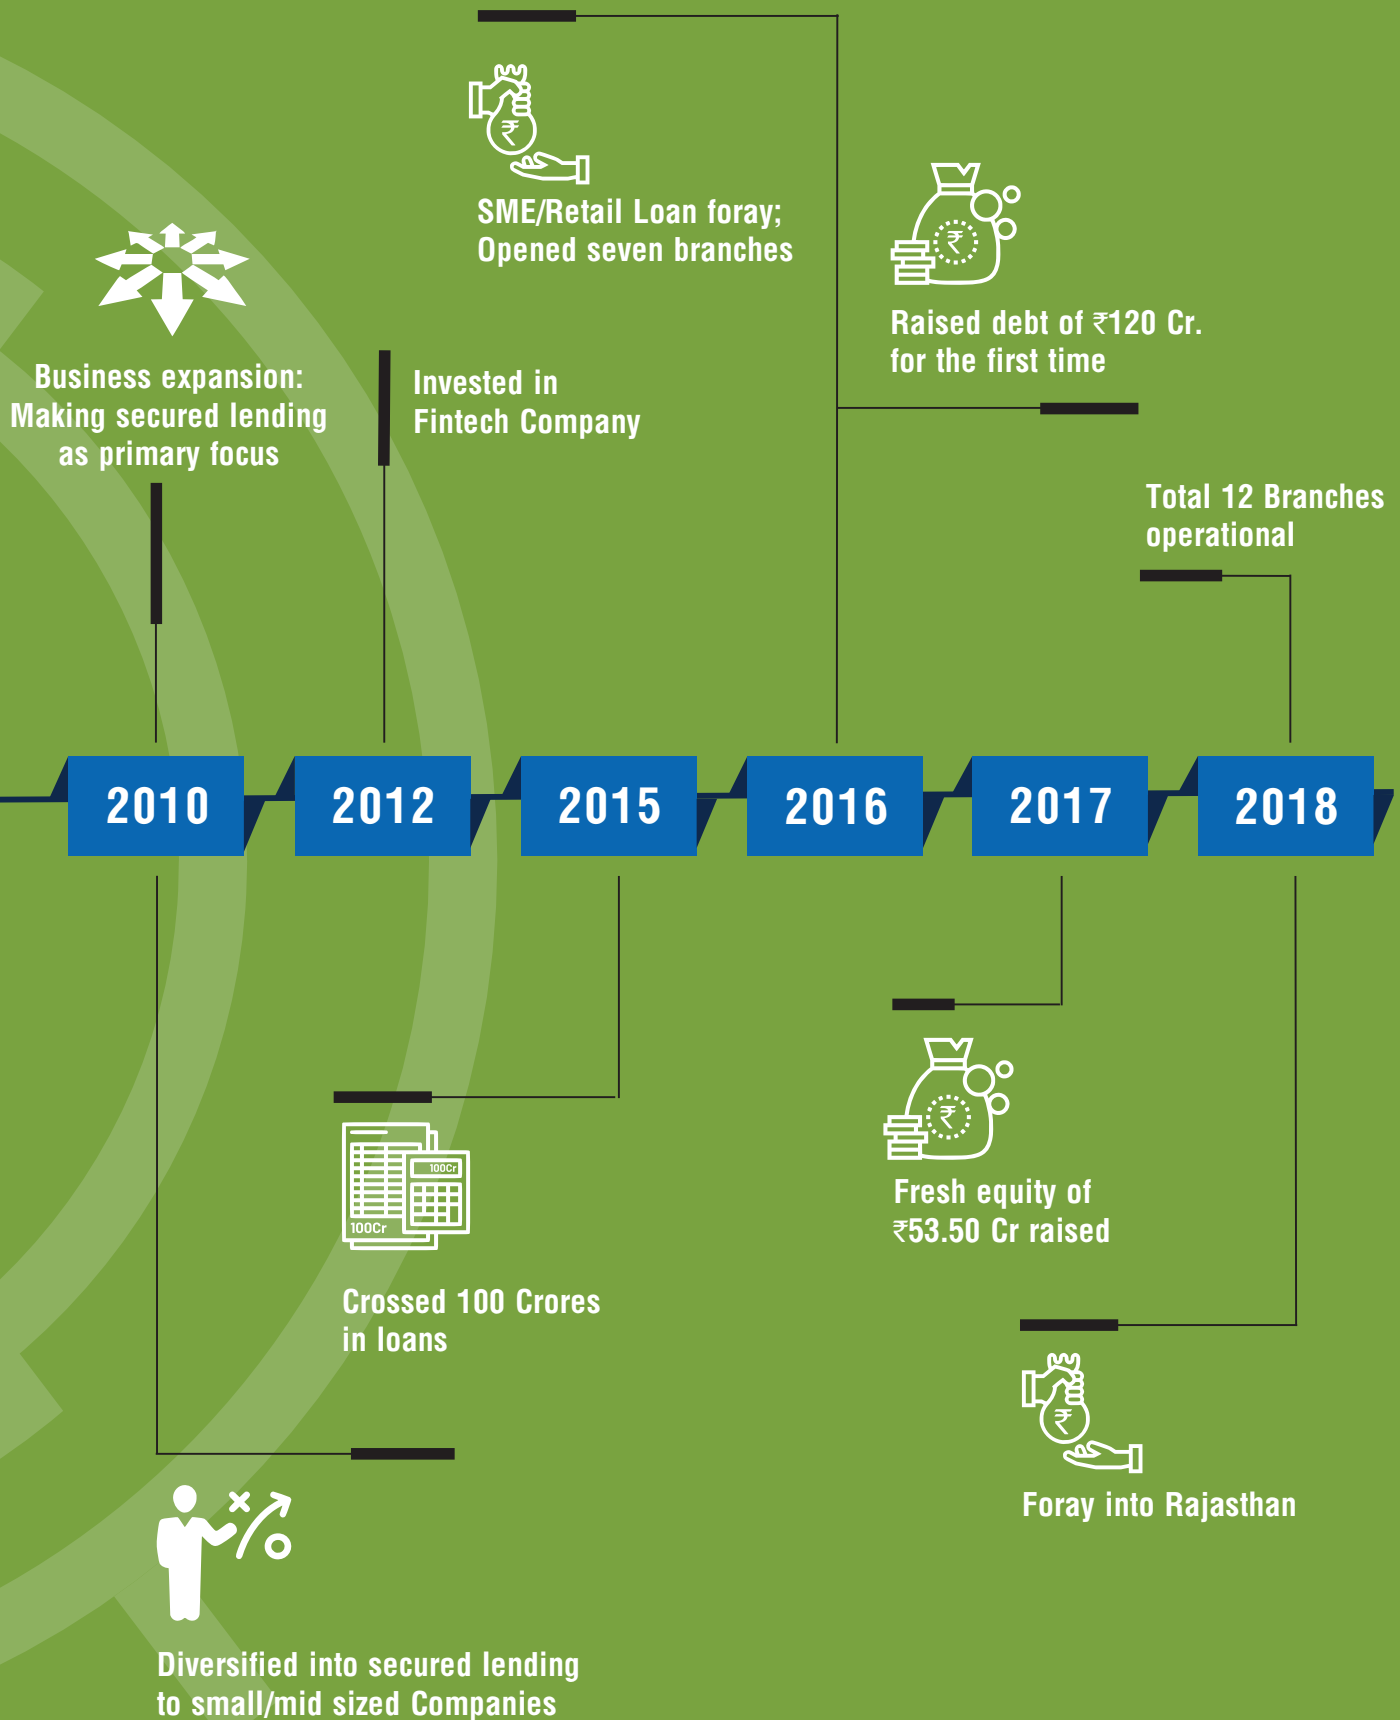 SME/Retail Loan foray;
Opened seven branches
Raised debt of ₹120 Cr.
for the first time
Business expansion:
Making secured lending
as primary focus
Invested in
Fintech Company
Total 12 Branches
operational
2010
2012
2015
2016
2017
2018
100Cr
100Cr
Crossed 100 Crores
in loans
Fresh equity of
₹53.50 Cr raised
Foray into Rajasthan
Diversified into secured lending
to small/mid sized Companies